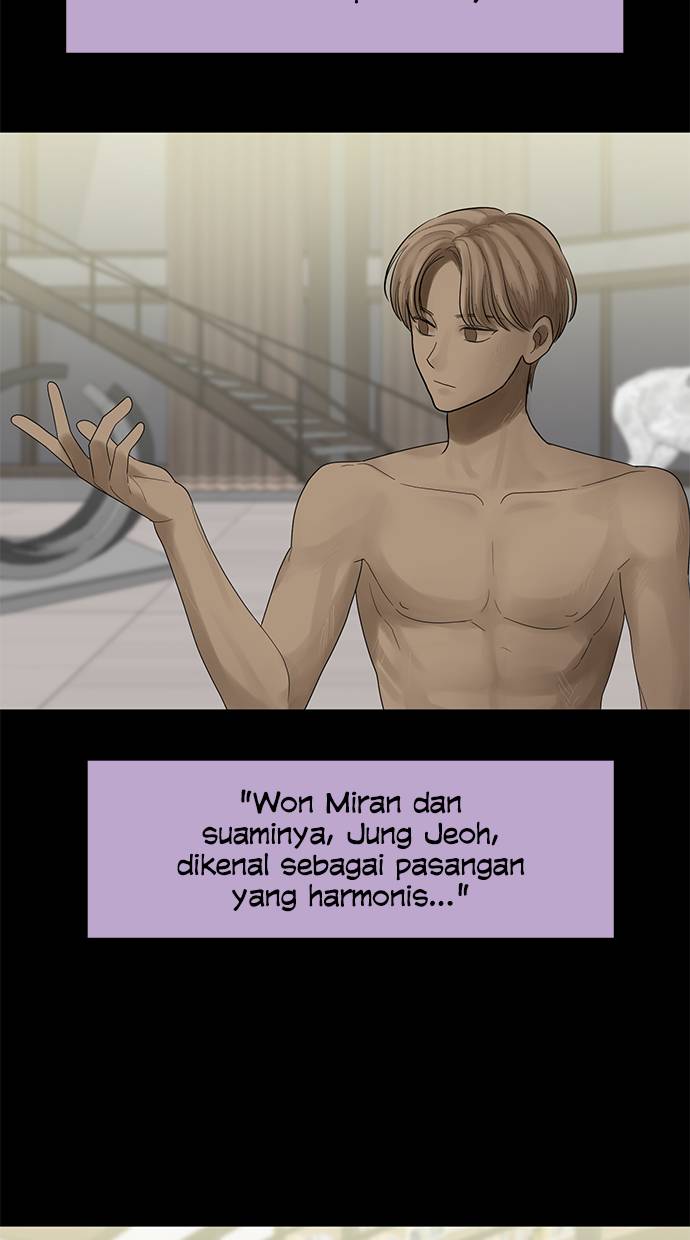 "Won Miran dan
suaminya, Jung Jeoh,
dikenal sebagai pasangan
yang harmonis..."